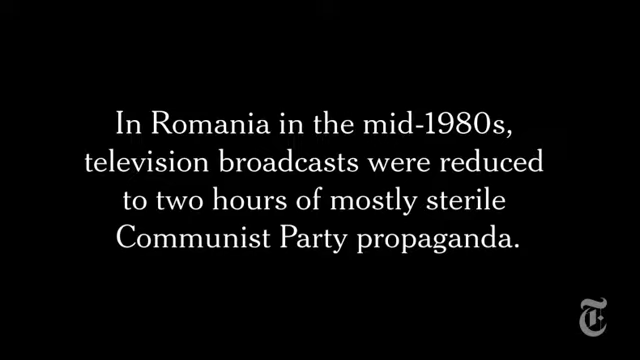 In Romania in the mid-1980s,
television broadcasts were reduced
to two hours of mostly sterile
Communist Party propaganda.
T